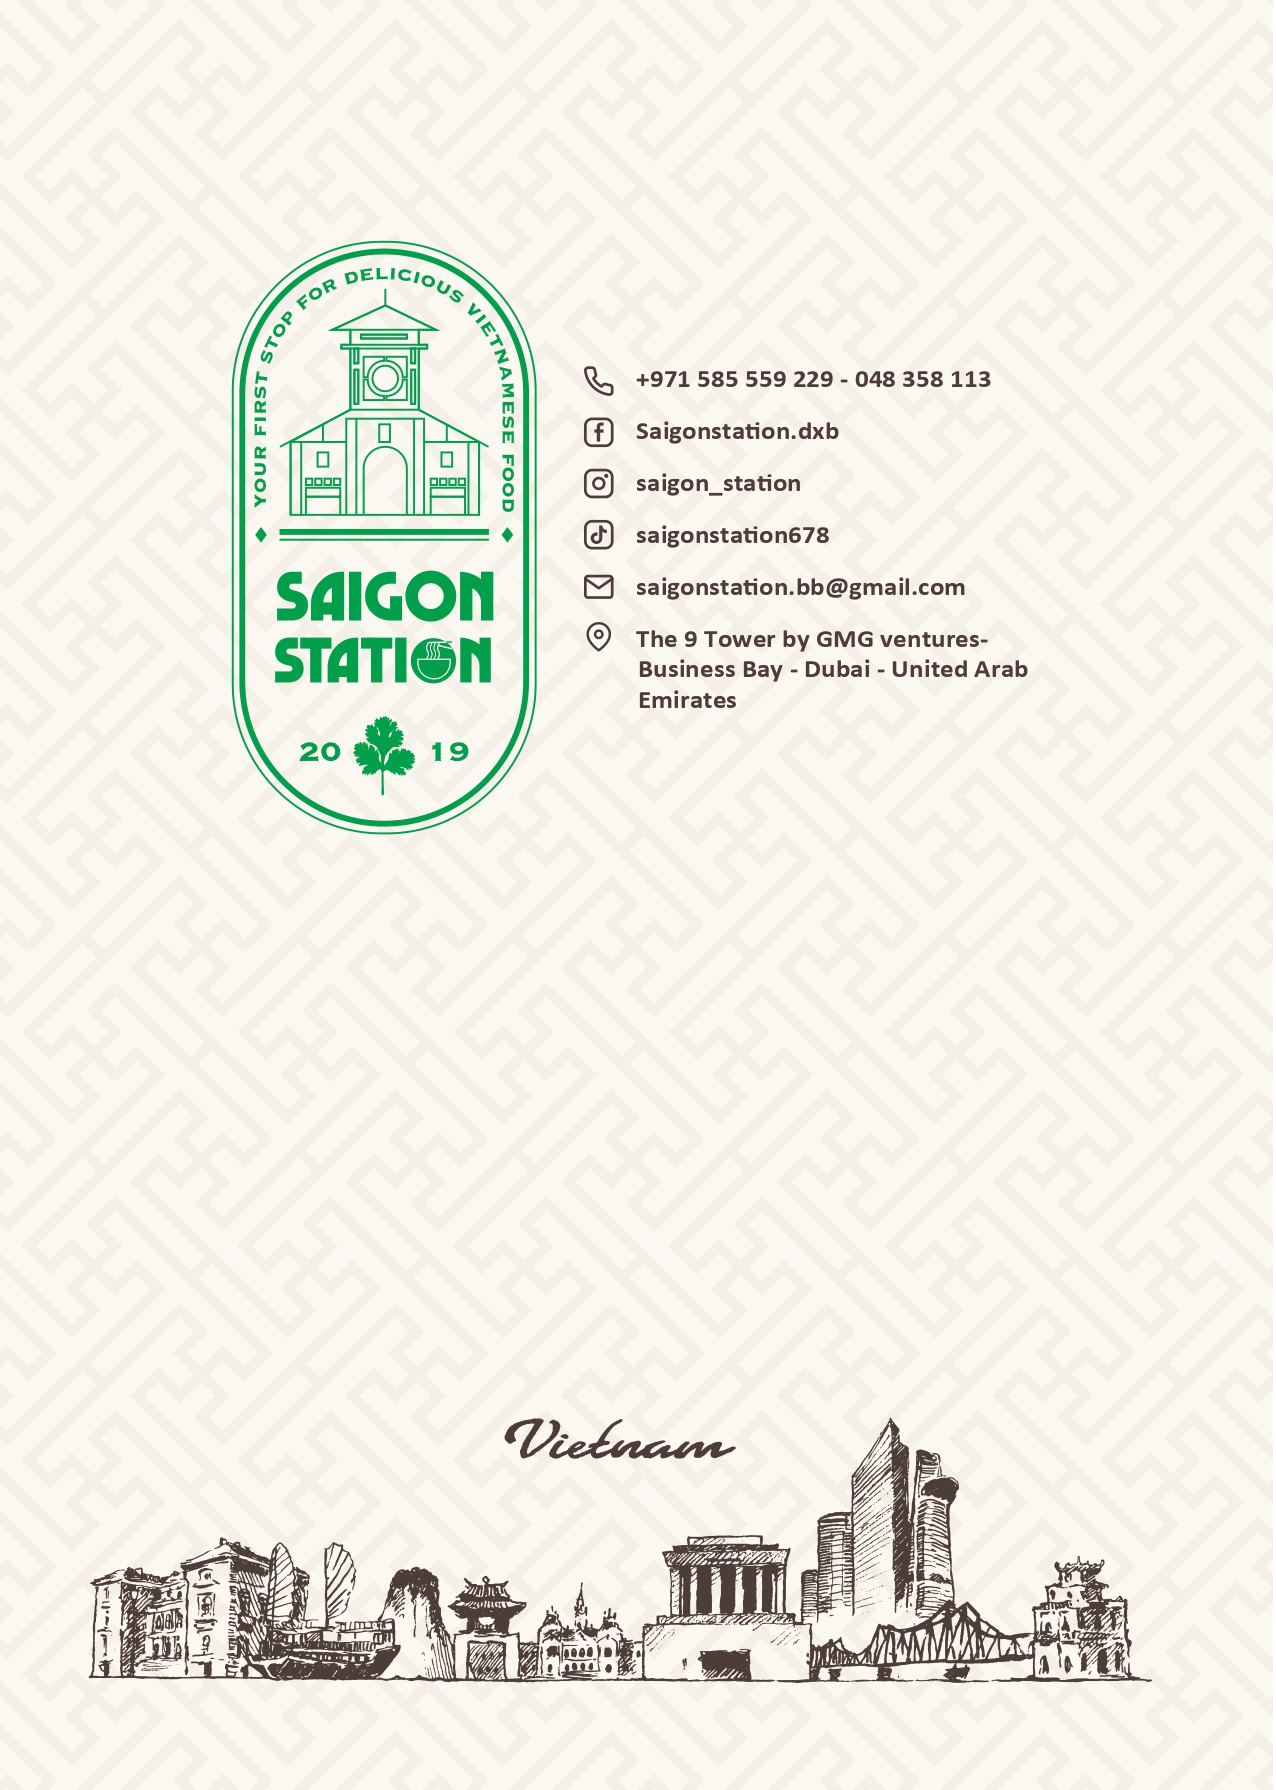 YOUR FIRST STOP FOR DELICIOUS VIETNAMESE FOOD
SAIGON
STATION
20 19
+971 585 559 229 - 048 358 113
Saigonstation.dxb
saigon_station
saigonstation678
saigonstation.bb@gmail.com
The 9 Tower by GMG ventures-
Business Bay - Dubai - United Arab
Emirates
Vietnam